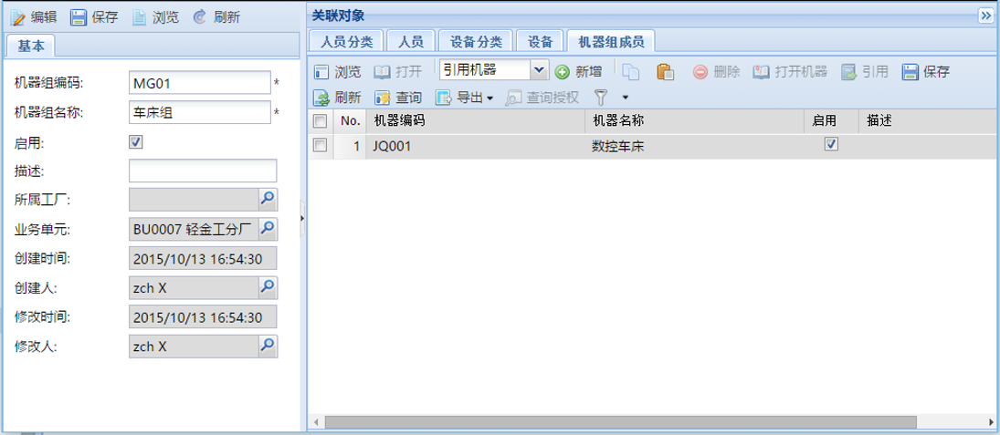 编辑 保存 浏览 刷新
基本
机器组编码: MG01 *
机器组名称: 车床组 *
启用:
描述:
所属工厂:
业务单元: BU0007 轻金工分厂
创建时间: 2015/10/13 16:54:30
创建人: zch X
修改时间: 2015/10/13 16:54:30
修改人: zch X
关联对象
人员分类 人员 设备分类 设备 机器组成员
浏览 打开 引用机器 新增 删除 打开机器 引用 保存
刷新 查询 导出 查询授权
No. 机器编码 机器名称 启用 描述
1 JQ001 数控车床